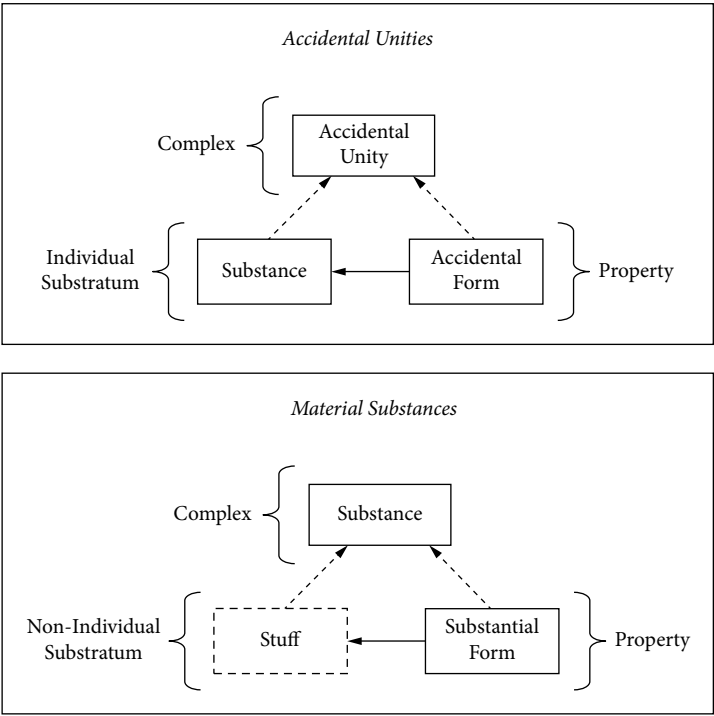 Accidental Unities
Complex
Accidental
Unity
Individual
Substratum
Substance
Accidental
Form
Property
Material Substances
Complex
Substance
Non-Individual
Substratum
Stuff
Substantial
Form
Property